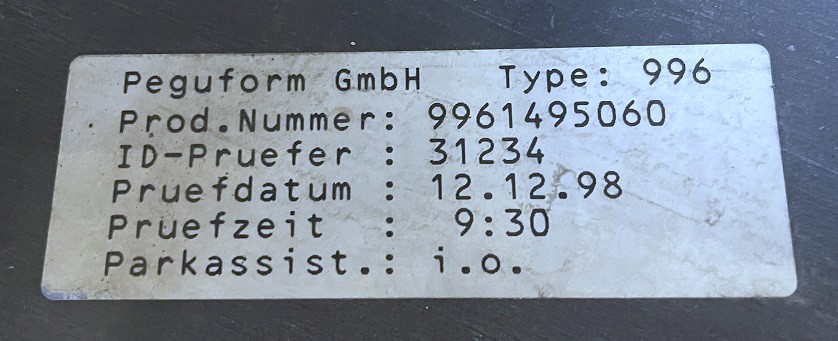 Peguform GmbH Type: 996
Prod.Nummer: 9961495060
ID-Pruefer : 31234
Pruefdatum : 12.12.98
Pruefzeit : 9:30
Parkassist.: i.o.